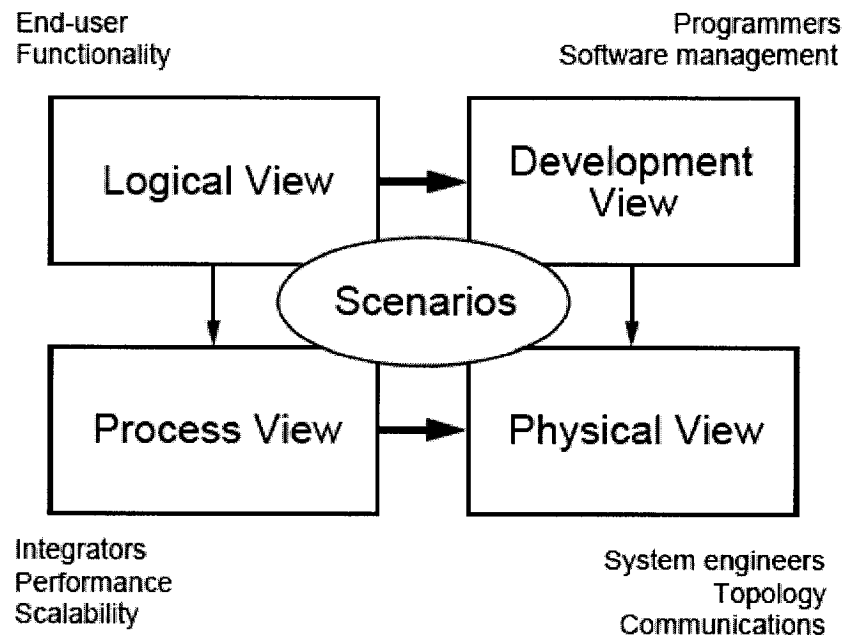 End-user
Functionality
Programmers
Software management
Logical View
Development
View
Scenarios
Process View
Physical View
Integrators
Performance
Scalability
System engineers
Topology
Communications